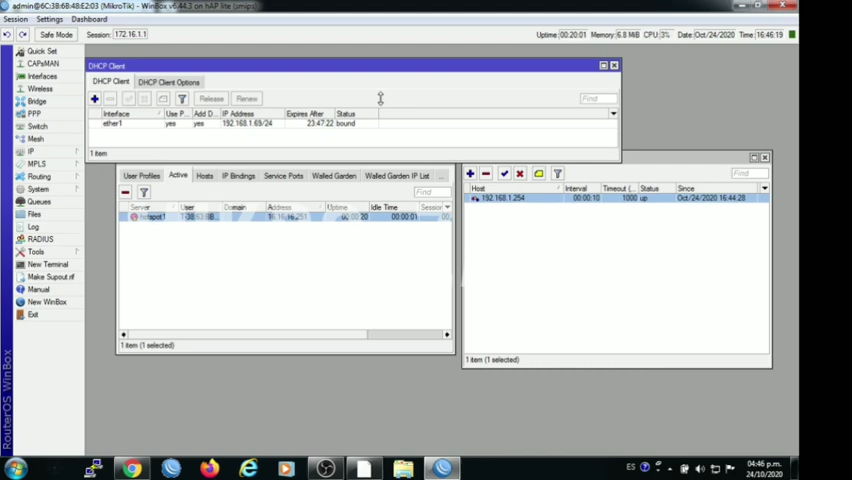 admin@6C:3B:6B:48:E2:03 (MikroTik) - WinBox v6.44.3 on hAP lite (smips)
Session Settings Dashboard
Safe Mode Session: 172.16.1.1 Uptime: 00:20:01 Memory: 6.8 MiB CPU: 3% Date: Oct/24/2020 Time: 16:46:19
Quick Set
CAPsMAN
Interfaces
Wireless
Bridge
PPP
Switch
Mesh
IP
MPLS
Routing
System
Queues
Files
Log
RADIUS
Tools
New Terminal
Make Supout.rif
Manual
New WinBox
Exit
RouterOS WinBox
DHCP Client
DHCP Client DHCP Client Options
Release Renew Find
Interface Use P... Add D... IP Address Expires After Status
ether1 yes yes 192.168.1.69/24 23:47:22 bound
1 item
User Profiles Active Hosts IP Bindings Service Ports Walled Garden Walled Garden IP List ...
Find
Server User Domain Address Uptime Idle Time Session
hotspot1 00:00:20 00:00:01
1 item (1 selected)
Find
Host Interval Timeout (... Status Since
192.168.1.254 00:00:10 1000 up Oct/24/2020 16:44:28
1 item (1 selected)
ES 04:46 p.m.
24/10/2020